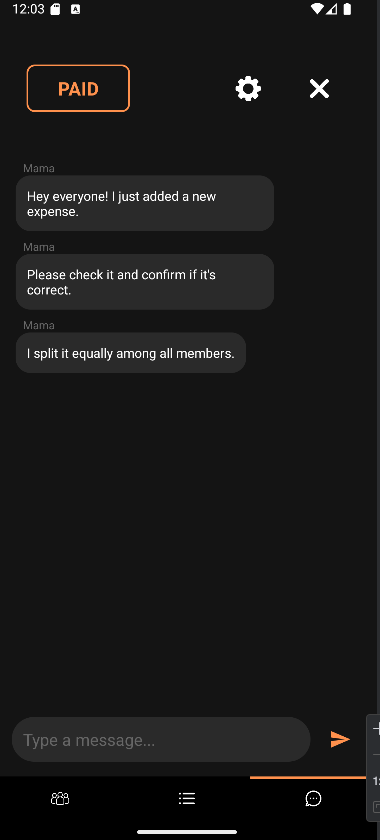 12:03
PAID
Mama
Hey everyone! I just added a new
expense.
Mama
Please check it and confirm if it's
correct.
Mama
I split it equally among all members.
Type a message...